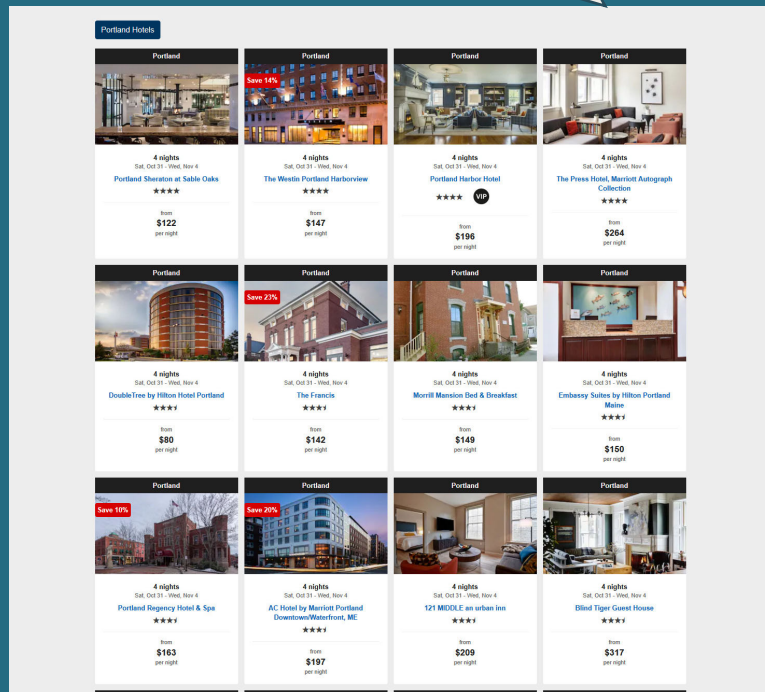 Portland Hotels
Portland
4 nights
Sat, Oct 31 - Wed, Nov 4
Portland Sheraton at Sable Oaks
from
$122
per night
Portland
Save 14%
4 nights
Sat, Oct 31 - Wed, Nov 4
The Westin Portland Harborview
from
$147
per night
Portland
4 nights
Sat, Oct 31 - Wed, Nov 4
Portland Harbor Hotel
VIP
from
$196
per night
Portland
4 nights
Sat, Oct 31 - Wed, Nov 4
The Press Hotel, Marriott Autograph
Collection
from
$264
per night
Portland
4 nights
Sat, Oct 31 - Wed, Nov 4
DoubleTree by Hilton Hotel Portland
from
$80
per night
Portland
Save 23%
4 nights
Sat, Oct 31 - Wed, Nov 4
The Francis
from
$142
per night
Portland
4 nights
Sat, Oct 31 - Wed, Nov 4
Morrill Mansion Bed & Breakfast
from
$149
per night
Portland
4 nights
Sat, Oct 31 - Wed, Nov 4
Embassy Suites by Hilton Portland
Maine
from
$150
per night
Portland
Save 10%
4 nights
Sat, Oct 31 - Wed, Nov 4
Portland Regency Hotel & Spa
from
$163
per night
Portland
Save 20%
4 nights
Sat, Oct 31 - Wed, Nov 4
AC Hotel by Marriott Portland
Downtown/Waterfront, ME
from
$197
per night
Portland
4 nights
Sat, Oct 31 - Wed, Nov 4
121 MIDDLE an urban inn
from
$209
per night
Portland
4 nights
Sat, Oct 31 - Wed, Nov 4
Blind Tiger Guest House
from
$317
per night